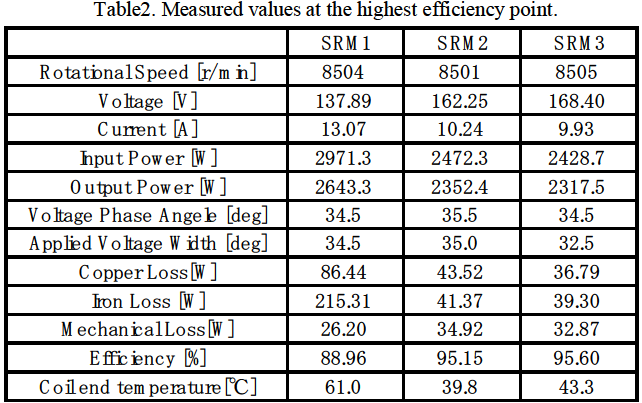 Table2. Measured values at the highest efficiency point.
SRM1 SRM2 SRM3
Rotational Speed [r/min] 8504 8501 8505
Voltage [V] 137.89 162.25 168.40
Current [A] 13.07 10.24 9.93
Input Power [W] 2971.3 2472.3 2428.7
Output Power [W] 2643.3 2352.4 2317.5
Voltage Phase Angele [deg] 34.5 35.5 34.5
Applied Voltage Width [deg] 34.5 35.0 32.5
Copper Loss[W] 86.44 43.52 36.79
Iron Loss [W] 215.31 41.37 39.30
Mechanical Loss[W] 26.20 34.92 32.87
Efficiency [%] 88.96 95.15 95.60
Coil end temperature[℃] 61.0 39.8 43.3